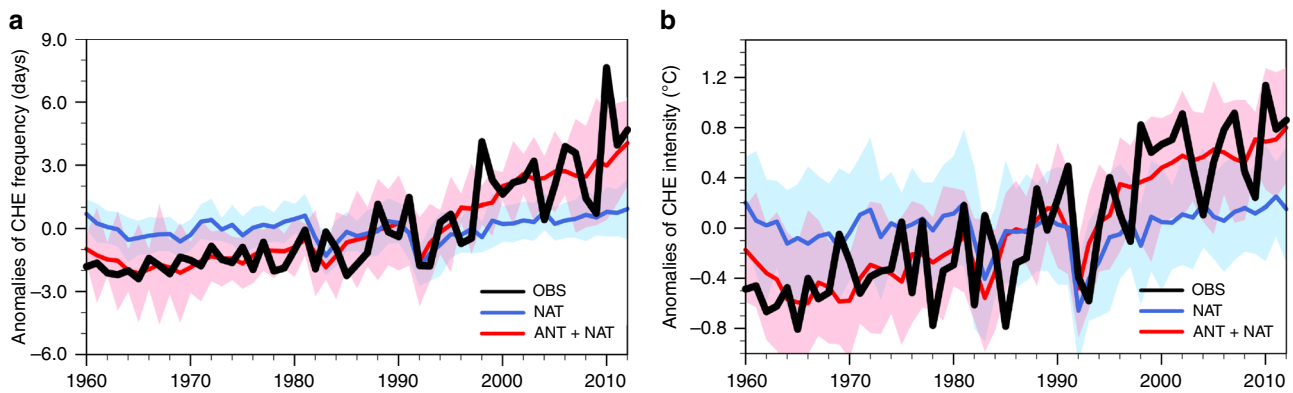 a
Anomalies of CHE frequency (days)
9.0
6.0
3.0
0.0
−3.0
−6.0
1960 1970 1980 1990 2000 2010
OBS
NAT
ANT + NAT
b
Anomalies of CHE intensity (°C)
1.2
0.8
0.4
0.0
−0.4
−0.8
1960 1970 1980 1990 2000 2010
OBS
NAT
ANT + NAT